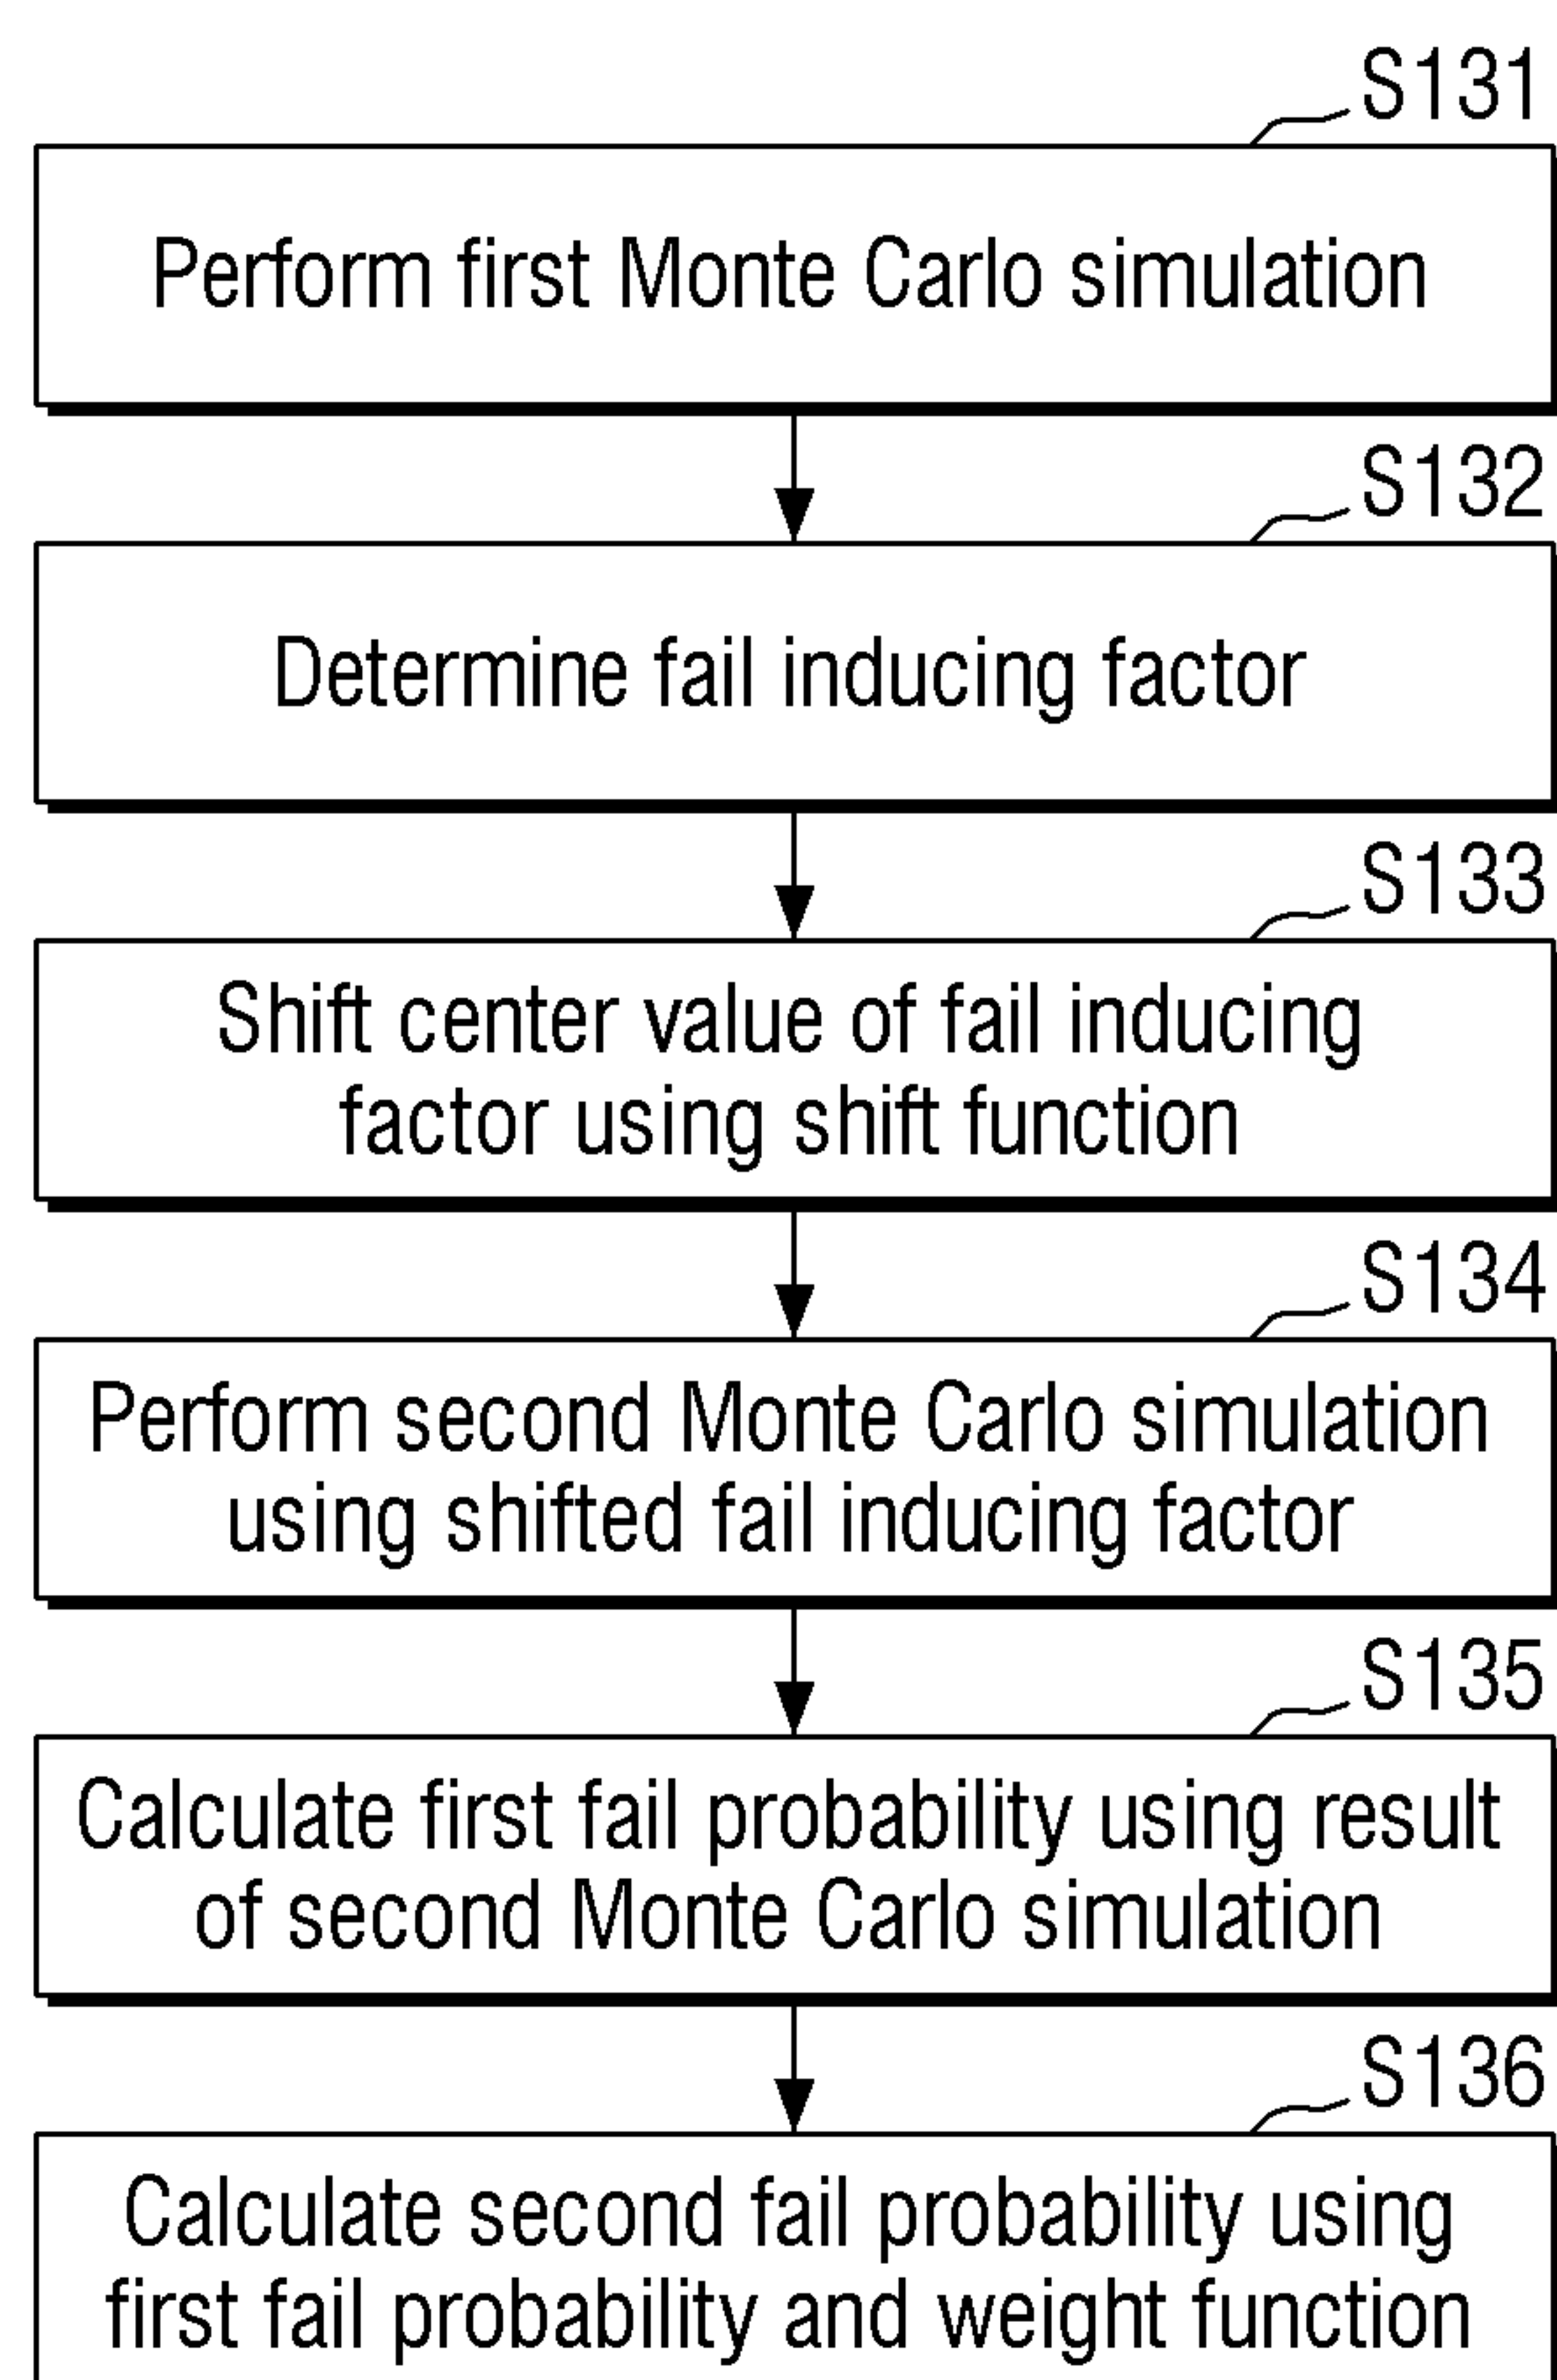 S131
Perform first Monte Carlo simulation
S132
Determine fail inducing factor
S133
Shift center value of fail inducing
factor using shift function
S134
Perform second Monte Carlo simulation
using shifted fail inducing factor
S135
Calculate first fail probability using result
of second Monte Carlo simulation
S136
Calculate second fail probability using
first fail probability and weight function